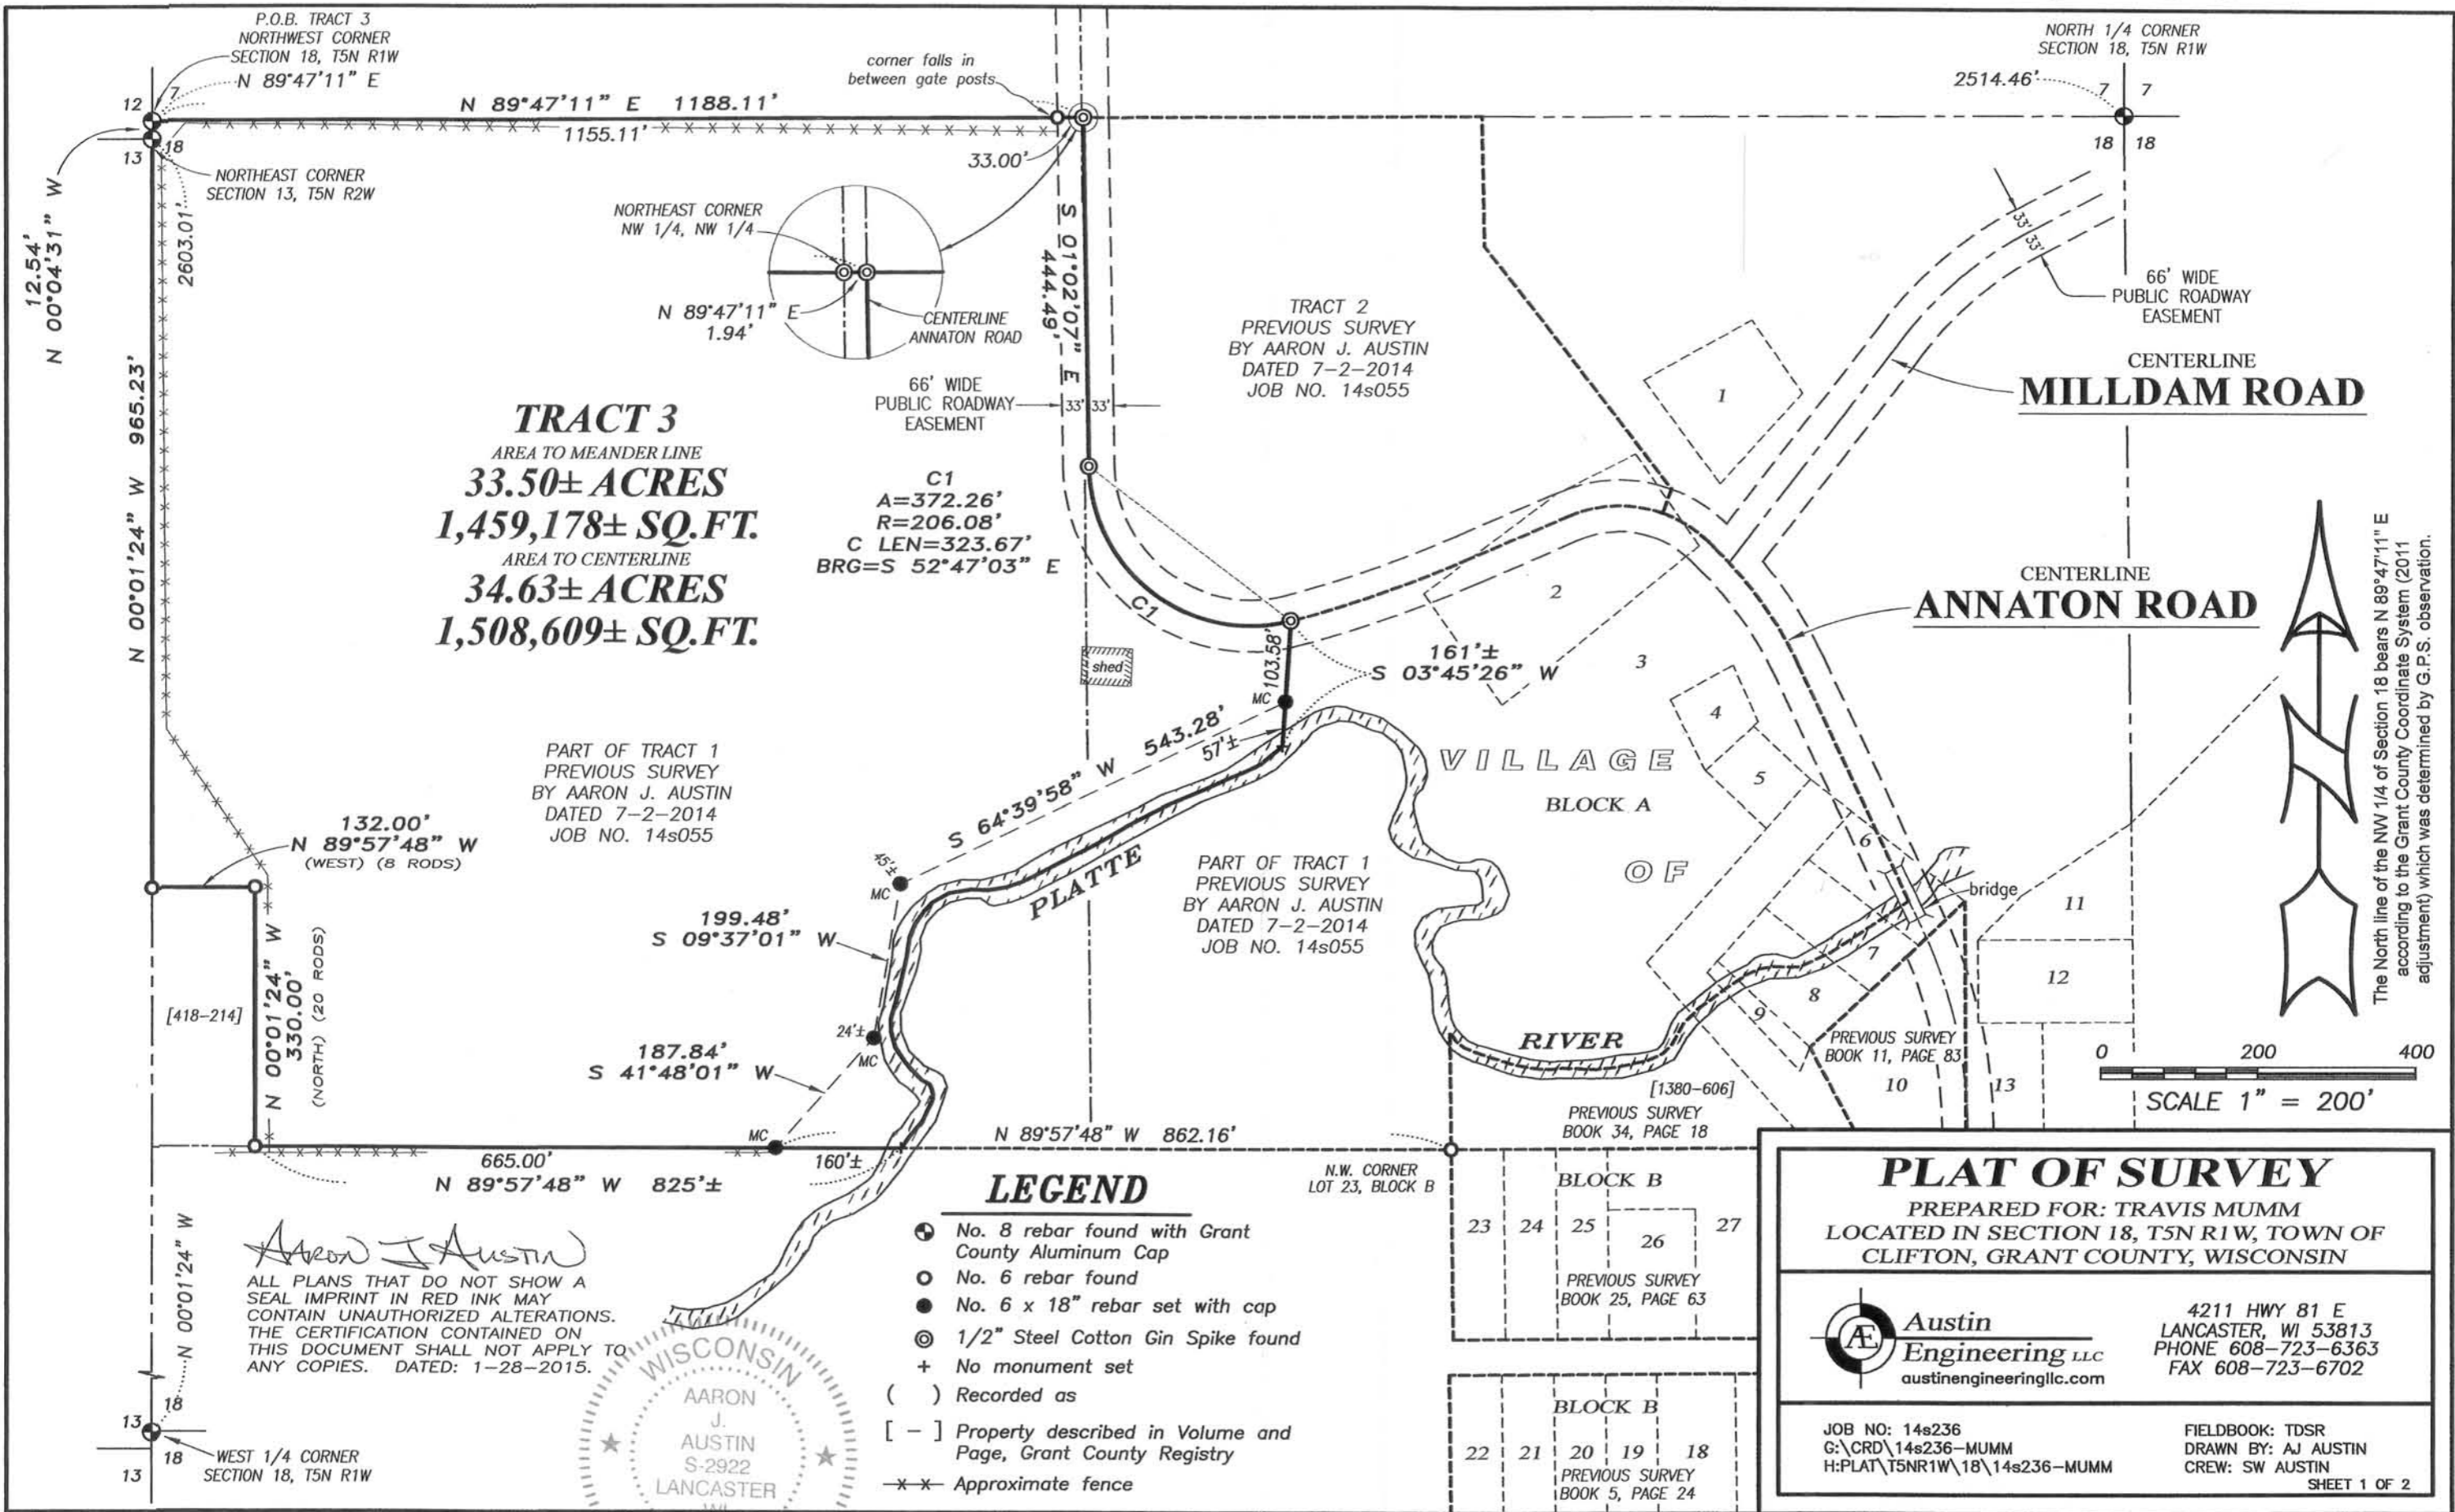 P.O.B. TRACT 3
NORTHWEST CORNER
SECTION 18, T5N R1W
N 89°47'11" E
12
7
13
18
N 89°47'11" E 1188.11'
1155.11'
corner falls in
between gate posts
33.00'
NORTH 1/4 CORNER
SECTION 18, T5N R1W
2514.46'
7
7
18
18
NORTHEAST CORNER
SECTION 13, T5N R2W
12.54'
N 00°04'31" W
2603.01'
N 00°01'24" W 965.23'
NORTHEAST CORNER
NW 1/4, NW 1/4
N 89°47'11" E
1.94'
CENTERLINE
ANNATON ROAD
S 01°02'07" E
444.49'
66' WIDE
PUBLIC ROADWAY
EASEMENT
33'
33'
TRACT 2
PREVIOUS SURVEY
BY AARON J. AUSTIN
DATED 7-2-2014
JOB NO. 14s055
33'
33'
66' WIDE
PUBLIC ROADWAY
EASEMENT
CENTERLINE
MILLDAM ROAD
CENTERLINE
ANNATON ROAD
The North line of the NW 1/4 of Section 18 bears N 89°47'11" E
according to the Grant County Coordinate System (2011
adjustment) which was determined by G.P.S. observation.
TRACT 3
AREA TO MEANDER LINE
33.50± ACRES
1,459,178± SQ.FT.
AREA TO CENTERLINE
34.63± ACRES
1,508,609± SQ.FT.
C1
A=372.26'
R=206.08'
C LEN=323.67'
BRG=S 52°47'03" E
C1
shed
103.58'
MC
161'±
S 03°45'26" W
57'±
S 64°39'58" W 543.28'
1
2
3
4
5
6
7
8
9
10
11
12
13
VILLAGE
BLOCK A
OF
bridge
PART OF TRACT 1
PREVIOUS SURVEY
BY AARON J. AUSTIN
DATED 7-2-2014
JOB NO. 14s055
132.00'
N 89°57'48" W
(WEST) (8 RODS)
45'±
MC
PLATTE
PART OF TRACT 1
PREVIOUS SURVEY
BY AARON J. AUSTIN
DATED 7-2-2014
JOB NO. 14s055
199.48'
S 09°37'01" W
[418-214]
N 00°01'24" W
330.00'
(NORTH) (20 RODS)
24'±
MC
187.84'
S 41°48'01" W
RIVER
PREVIOUS SURVEY
BOOK 11, PAGE 83
[1380-606]
PREVIOUS SURVEY
BOOK 34, PAGE 18
0 200 400
SCALE 1" = 200'
MC
665.00'
N 89°57'48" W 825'±
160'±
N 89°57'48" W 862.16'
N.W. CORNER
LOT 23, BLOCK B
BLOCK B
23
24
25
26
27
PREVIOUS SURVEY
BOOK 25, PAGE 63
BLOCK B
22
21
20
19
18
PREVIOUS SURVEY
BOOK 5, PAGE 24
N 00°01'24" W
13
18
13
18
WEST 1/4 CORNER
SECTION 18, T5N R1W
AARON J AUSTIN
ALL PLANS THAT DO NOT SHOW A
SEAL IMPRINT IN RED INK MAY
CONTAIN UNAUTHORIZED ALTERATIONS.
THE CERTIFICATION CONTAINED ON
THIS DOCUMENT SHALL NOT APPLY TO
ANY COPIES. DATED: 1-28-2015.
WISCONSIN
AARON
J.
AUSTIN
S-2922
LANCASTER
WI
LEGEND
No. 8 rebar found with Grant
County Aluminum Cap
No. 6 rebar found
No. 6 x 18" rebar set with cap
1/2" Steel Cotton Gin Spike found
+ No monument set
( ) Recorded as
[ - ] Property described in Volume and
Page, Grant County Registry
-x-x- Approximate fence
PLAT OF SURVEY
PREPARED FOR: TRAVIS MUMM
LOCATED IN SECTION 18, T5N R1W, TOWN OF
CLIFTON, GRANT COUNTY, WISCONSIN
Æ
Austin
Engineering LLC
austinengineeringllc.com
4211 HWY 81 E
LANCASTER, WI 53813
PHONE 608-723-6363
FAX 608-723-6702
JOB NO: 14s236
G:\CRD\14s236-MUMM
H:PLAT\T5NR1W\18\14s236-MUMM
FIELDBOOK: TDSR
DRAWN BY: AJ AUSTIN
CREW: SW AUSTIN
SHEET 1 OF 2